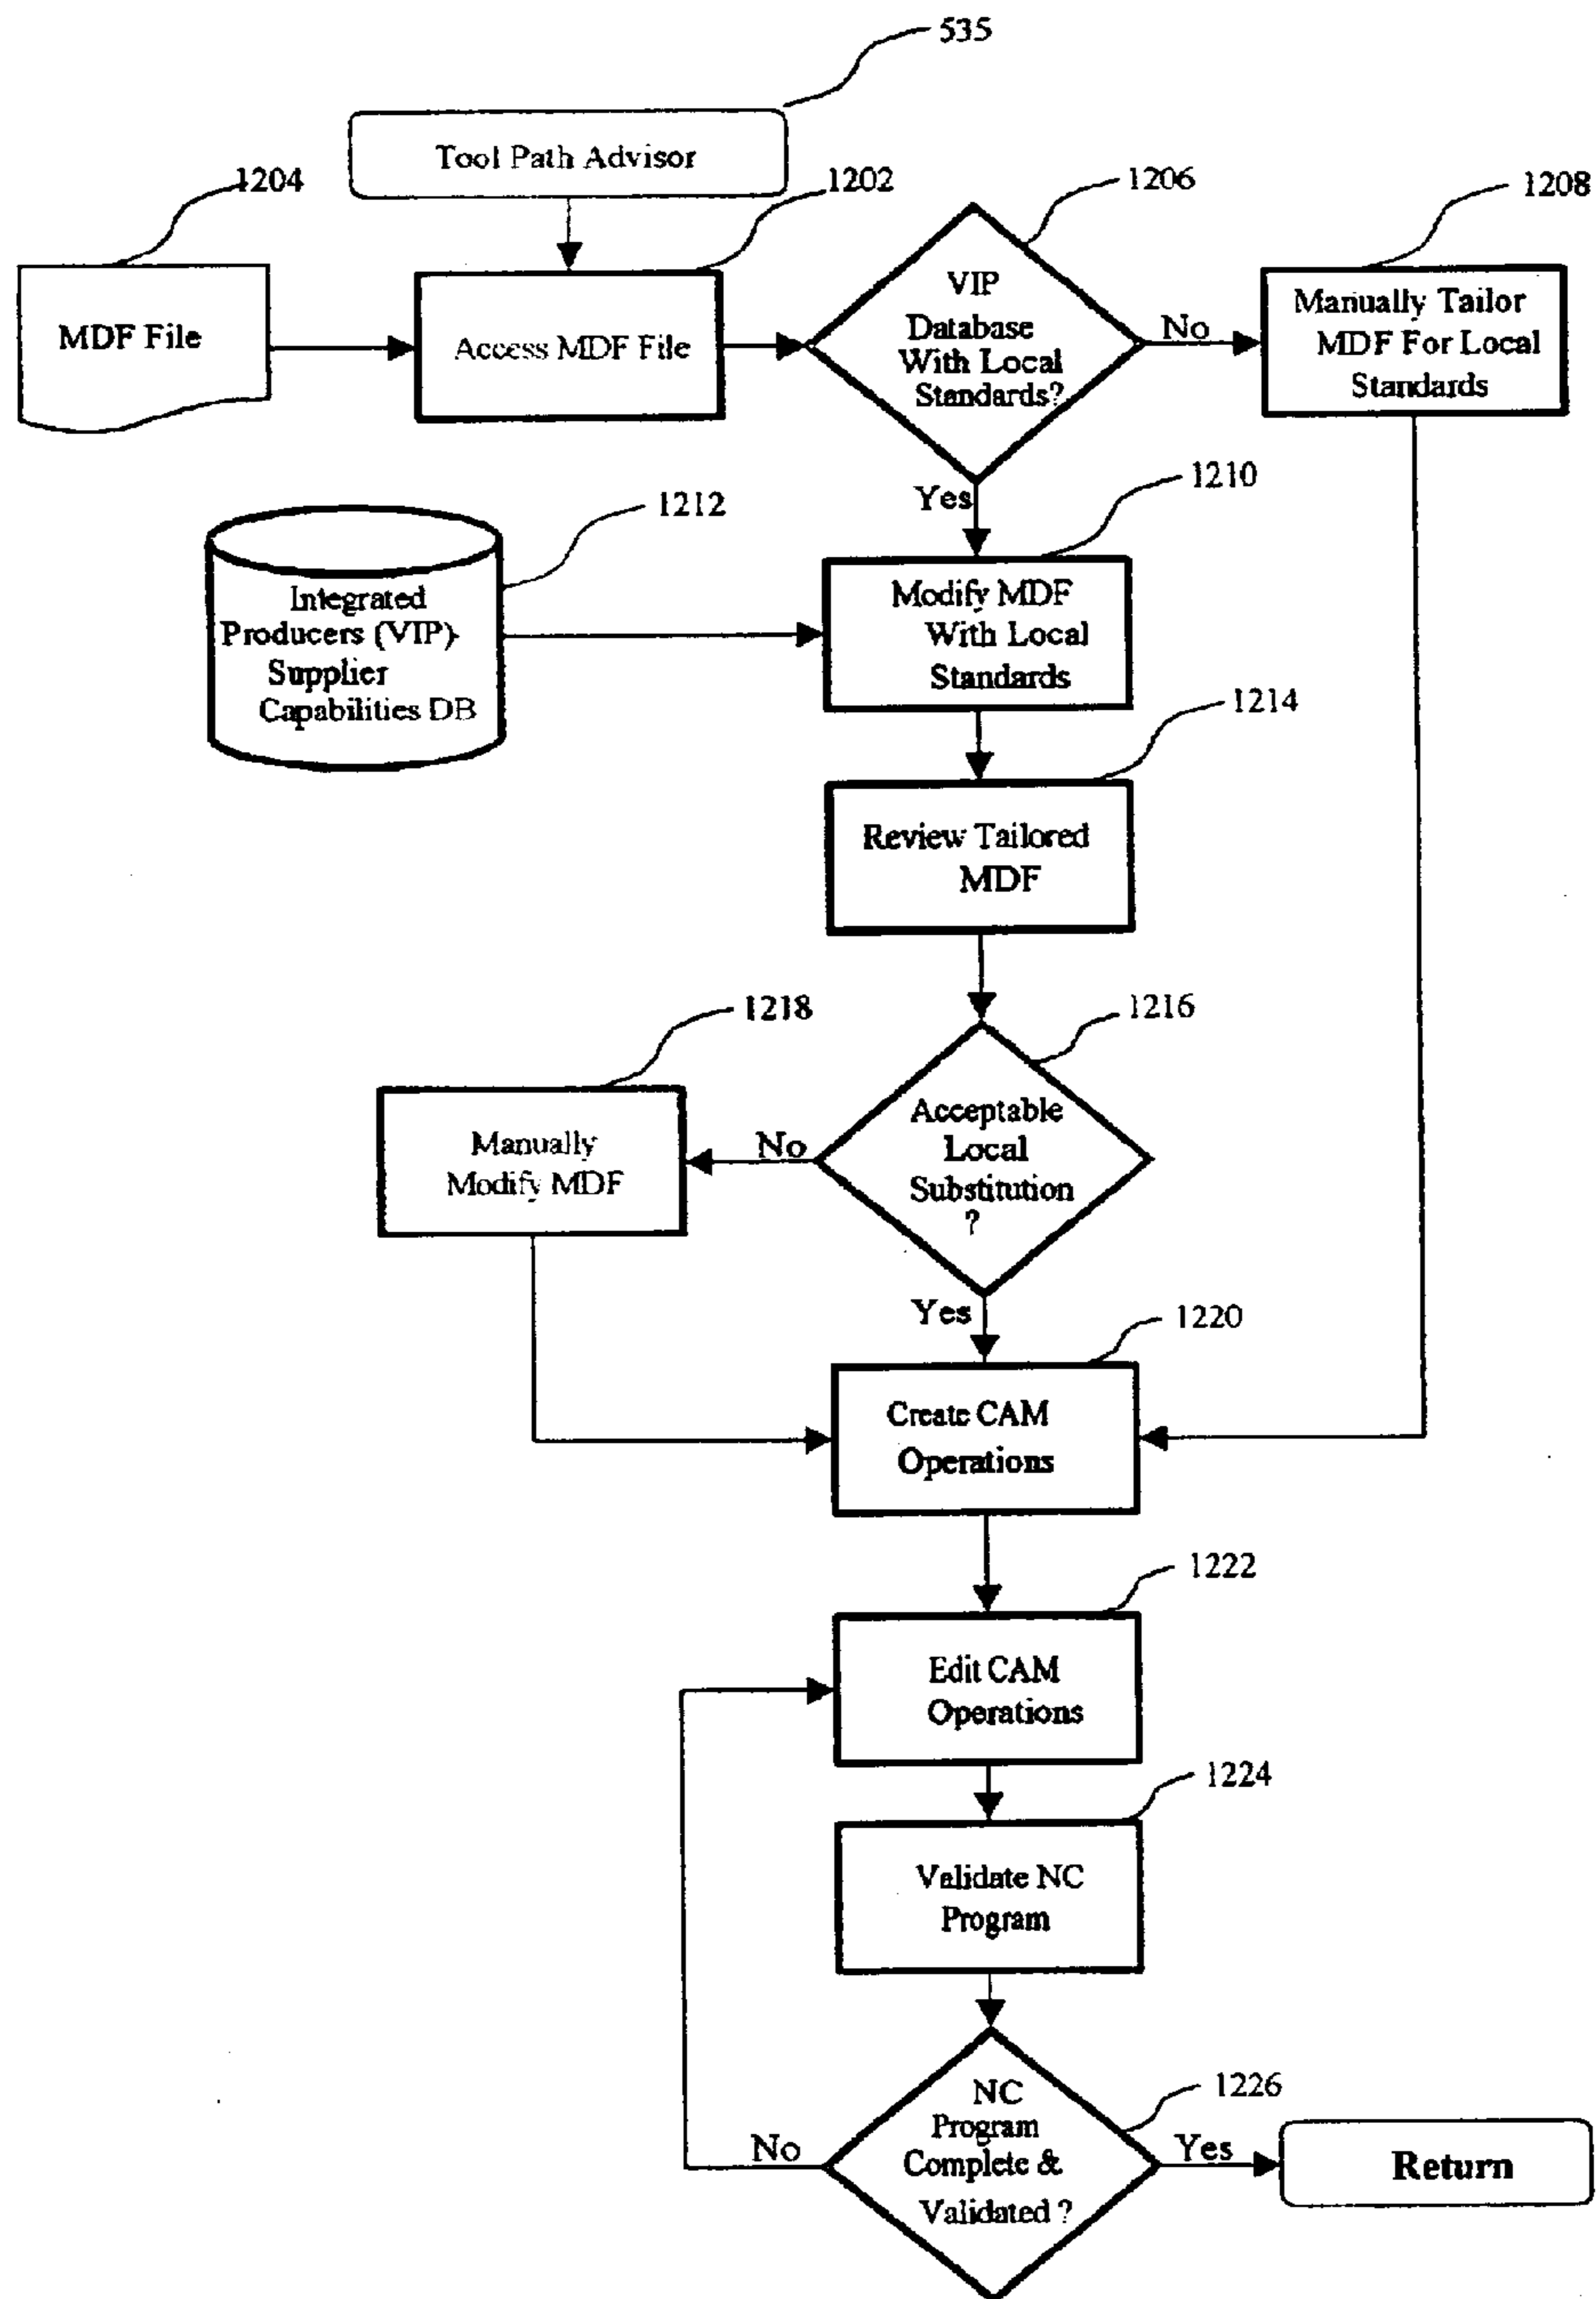 535
Tool Path Advisor
1204
1202
1206
1208
MDF File
Access MDF File
VIP
Database
With Local
Standards?
No
Manually Tailor
MDF For Local
Standards
Yes
1210
1212
Integrated
Producers (VIP)-
Supplier
Capabilities DB
Modify MDF
With Local
Standards
1214
Review Tailored
MDF
1216
1218
Acceptable
Local
Substitution
?
No
Manually
Modify MDF
Yes
1220
Create CAM
Operations
1222
Edit CAM
Operations
1224
Validate NC
Program
1226
NC
Program
Complete &
Validated ?
No
Yes
Return